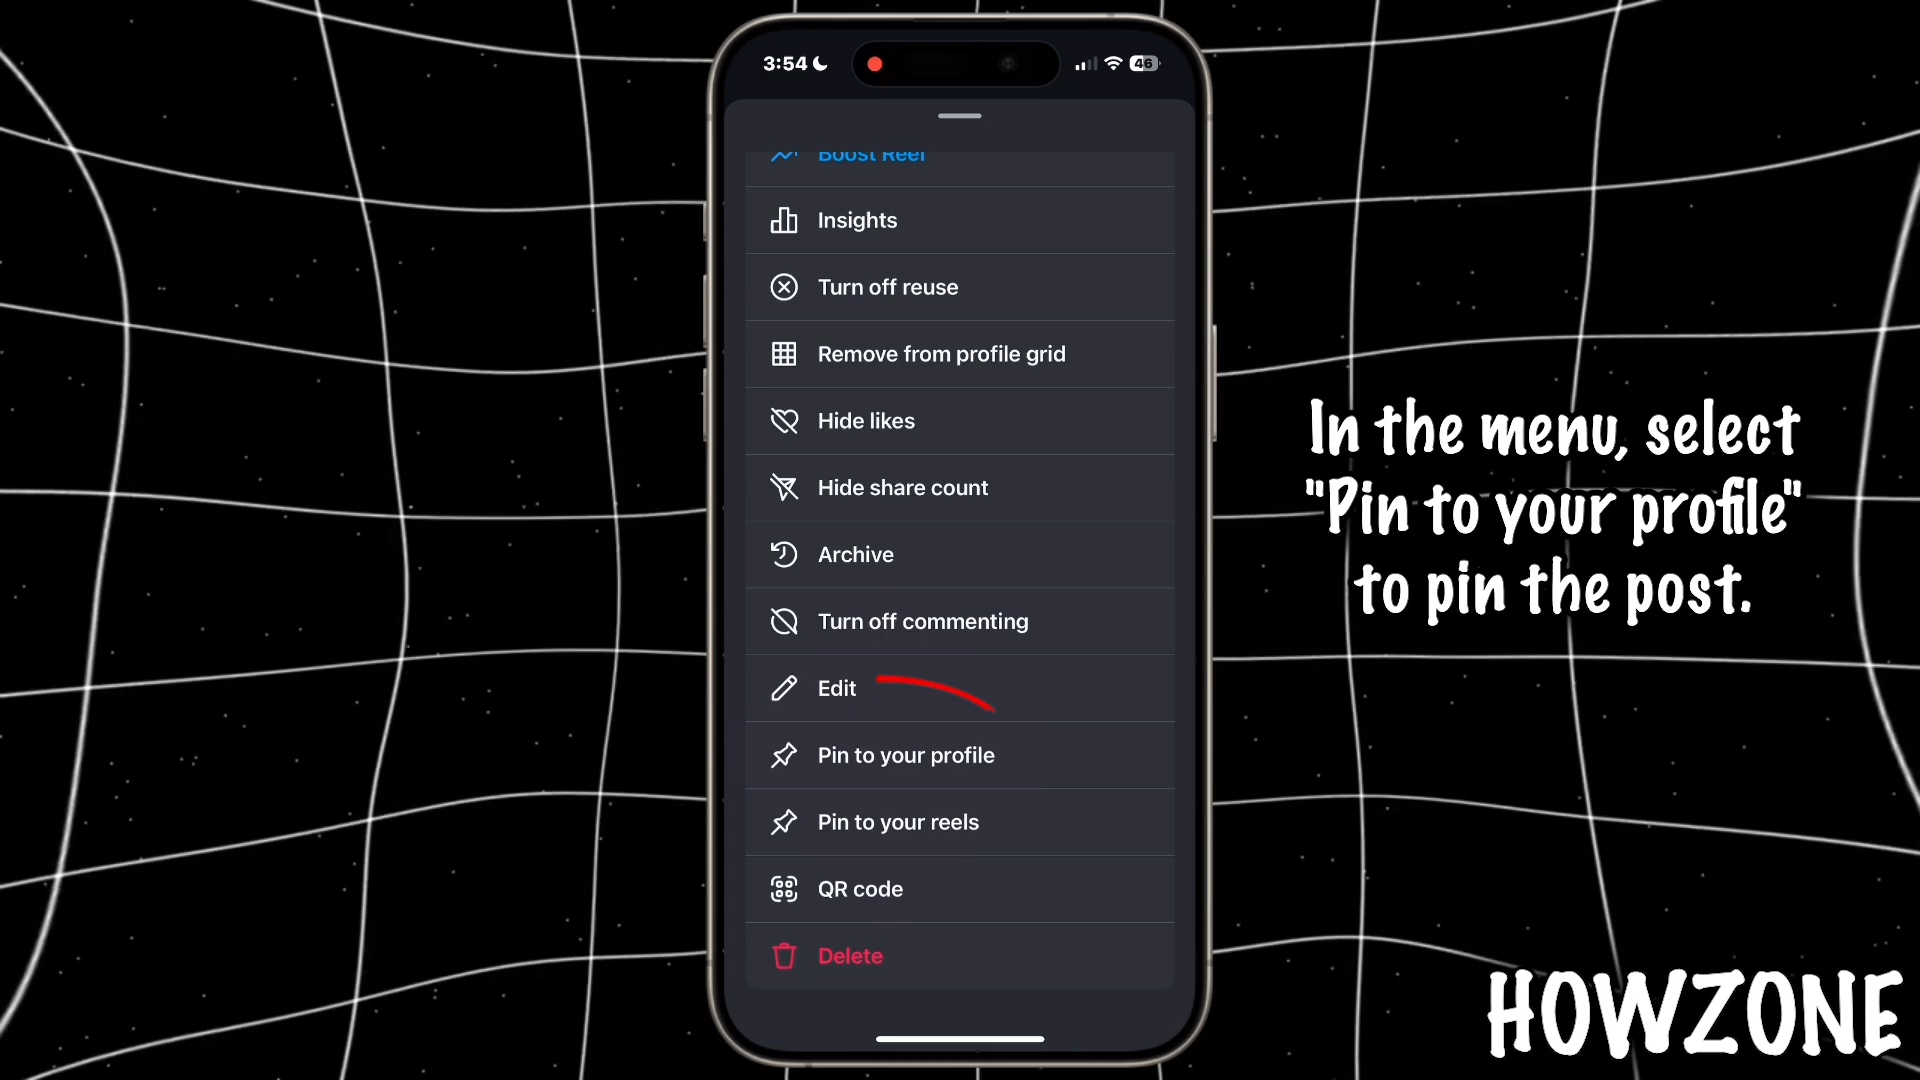 3:54
46
Boost Reel
Insights
Turn off reuse
Remove from profile grid
Hide likes
Hide share count
Archive
Turn off commenting
Edit
Pin to your profile
Pin to your reels
QR code
Delete
In the menu, select
"Pin to your profile"
to pin the post.
HOWZONE